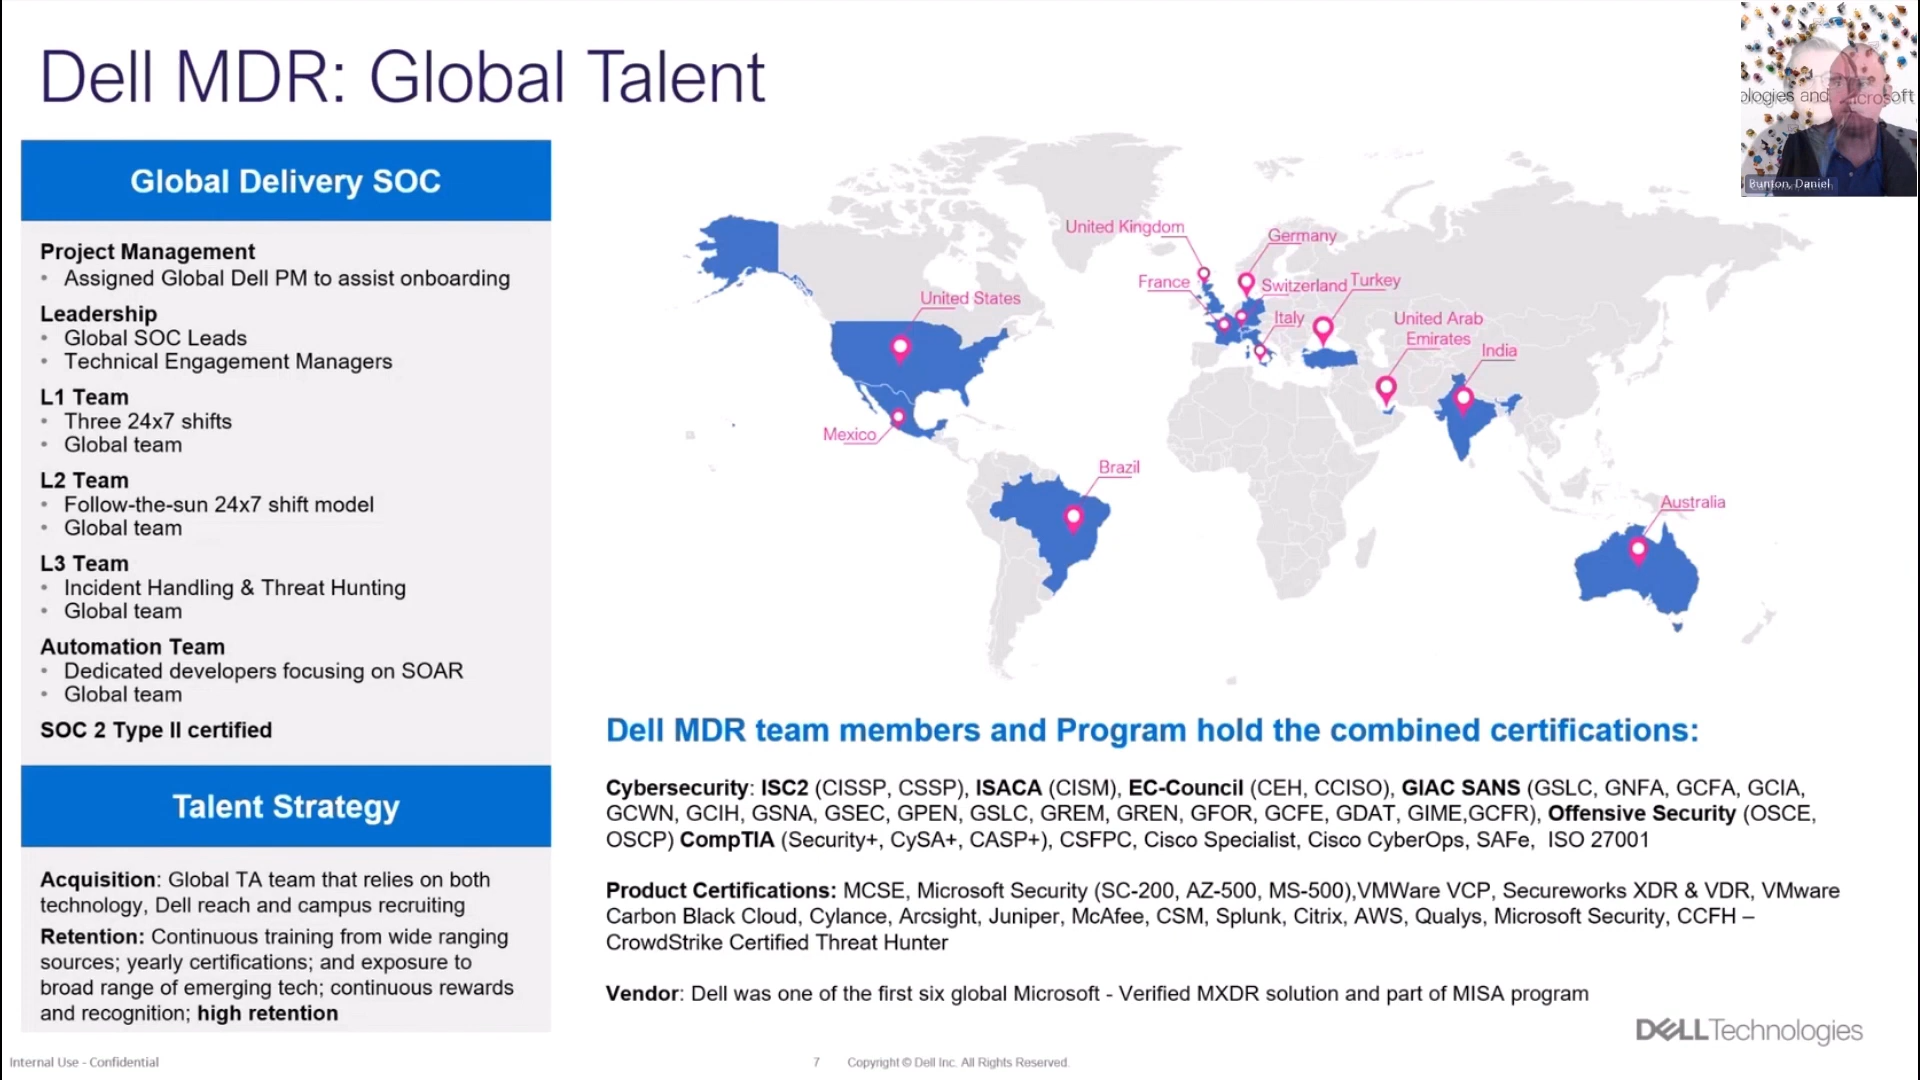 Dell MDR: Global Talent
ologies and Microsoft
Bunton, Daniel
Global Delivery SOC
Project Management
• Assigned Global Dell PM to assist onboarding
Leadership
• Global SOC Leads
• Technical Engagement Managers
L1 Team
• Three 24x7 shifts
• Global team
L2 Team
• Follow-the-sun 24x7 shift model
• Global team
L3 Team
• Incident Handling & Threat Hunting
• Global team
Automation Team
• Dedicated developers focusing on SOAR
• Global team
SOC 2 Type II certified
Talent Strategy
Acquisition: Global TA team that relies on both
technology, Dell reach and campus recruiting
Retention: Continuous training from wide ranging
sources; yearly certifications; and exposure to
broad range of emerging tech; continuous rewards
and recognition; high retention
United Kingdom
Germany
France
Switzerland
Turkey
United States
Italy
United Arab
Emirates
India
Mexico
Brazil
Australia
Dell MDR team members and Program hold the combined certifications:
Cybersecurity: ISC2 (CISSP, CSSP), ISACA (CISM), EC-Council (CEH, CCISO), GIAC SANS (GSLC, GNFA, GCFA, GCIA,
GCWN, GCIH, GSNA, GSEC, GPEN, GSLC, GREM, GREN, GFOR, GCFE, GDAT, GIME,GCFR), Offensive Security (OSCE,
OSCP) CompTIA (Security+, CySA+, CASP+), CSFPC, Cisco Specialist, Cisco CyberOps, SAFe, ISO 27001
Product Certifications: MCSE, Microsoft Security (SC-200, AZ-500, MS-500),VMWare VCP, Secureworks XDR & VDR, VMware
Carbon Black Cloud, Cylance, Arcsight, Juniper, McAfee, CSM, Splunk, Citrix, AWS, Qualys, Microsoft Security, CCFH –
CrowdStrike Certified Threat Hunter
Vendor: Dell was one of the first six global Microsoft - Verified MXDR solution and part of MISA program
DELLTechnologies
Internal Use - Confidential
7
Copyright © Dell Inc. All Rights Reserved.